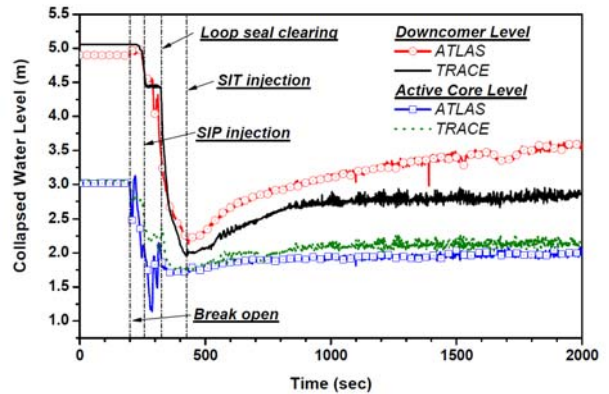 Loop seal clearing
SIT injection
SIP injection
Break open
Downcomer Level
ATLAS
TRACE
Active Core Level
ATLAS
TRACE
Collapsed Water Level (m)
5.5
5.0
4.5
4.0
3.5
3.0
2.5
2.0
1.5
1.0
0
500
1000
1500
2000
Time (sec)